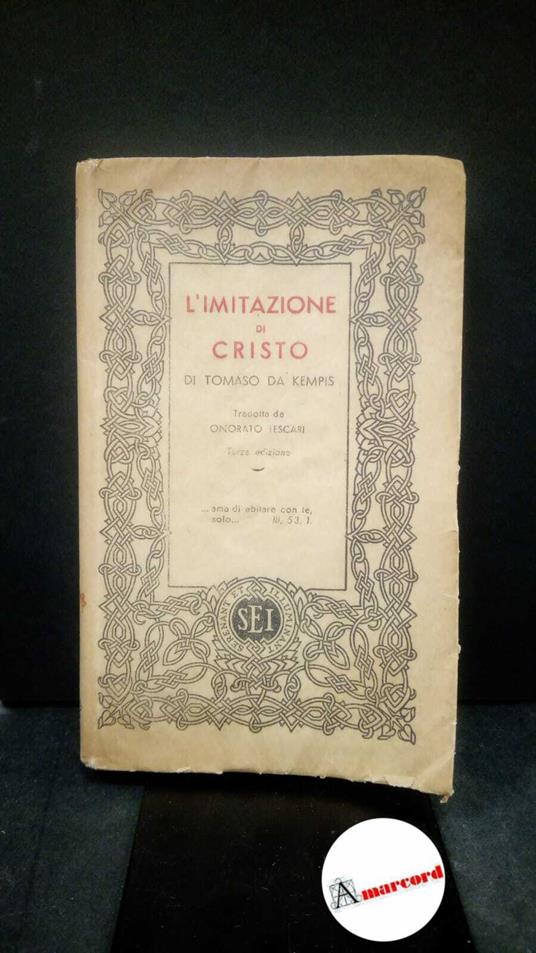 L'IMITAZIONE
DI
CRISTO
DI TOMASO DA KEMPIS
Tradotta da
ONORATO TESCARI
Terza edizione
...ama di abitare con te,
solo... III, 53, 1.
SEI
Amarcord